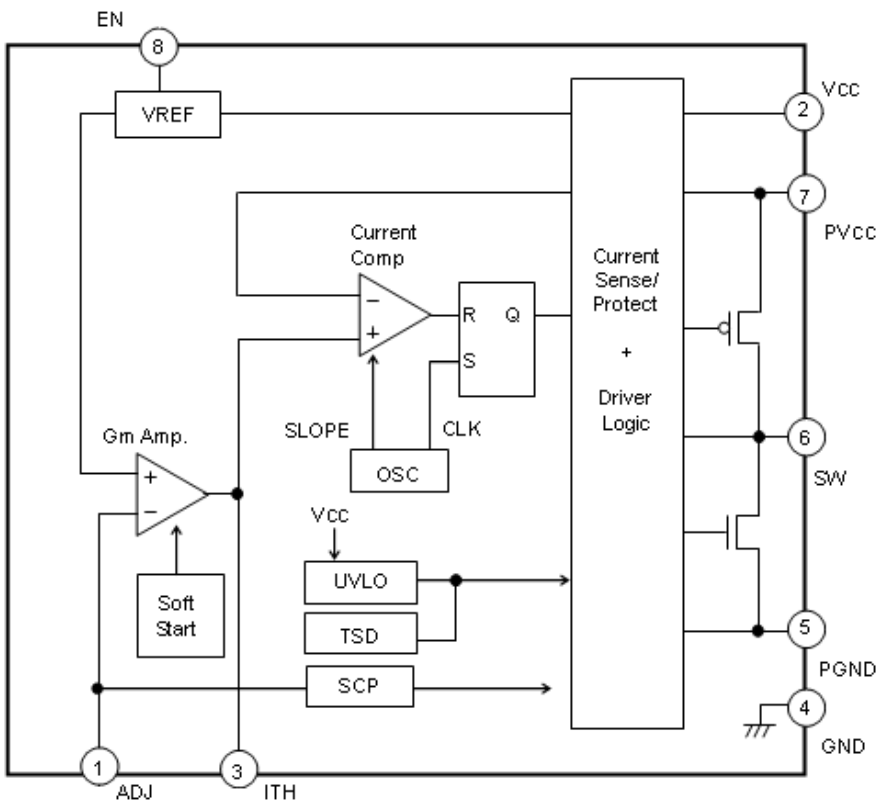 EN
8
VCC
VREF
2
7
PVCC
Current
Comp
Current
Sense/
Protect
+
Driver
Logic
−
+
R
Q
S
SLOPE
CLK
OSC
6
SW
Gm Amp.
+
−
VCC
UVLO
Soft
Start
TSD
SCP
5
PGND
4
GND
1
ADJ
3
ITH